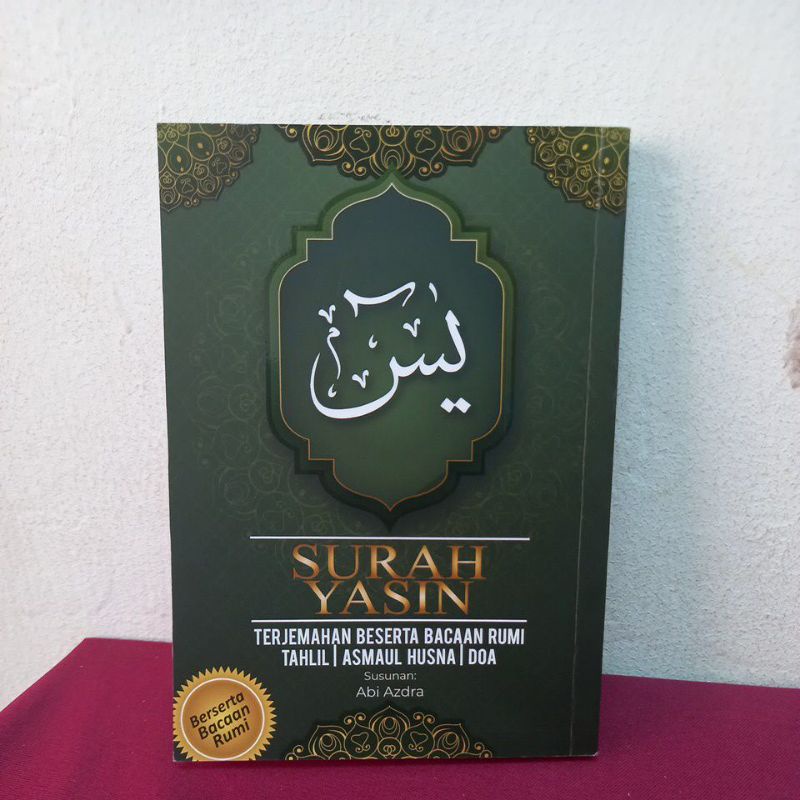 يس
SURAH
YASIN
TERJEMAHAN BESERTA BACAAN RUMI
TAHLIL | ASMAUL HUSNA | DOA
Susunan:
Abi Azdra
Berserta
Bacaan
Rumi